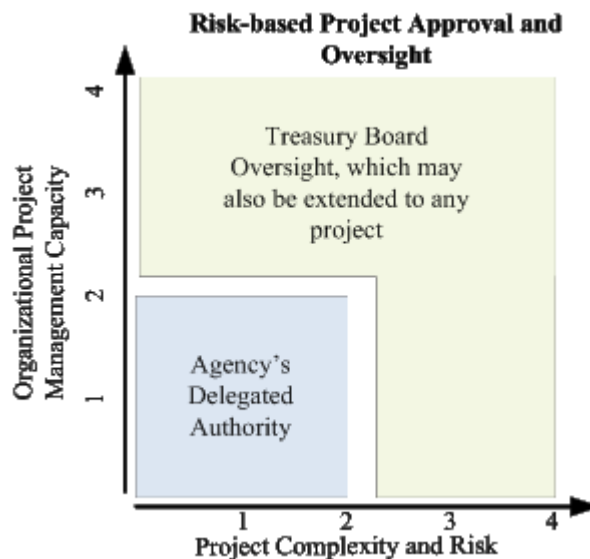 Risk-based Project Approval and
Oversight
4
3
2
1
Organizational Project
Management Capacity
Treasury Board
Oversight, which may
also be extended to any
project
Agency's
Delegated
Authority
1
2
3
4
Project Complexity and Risk